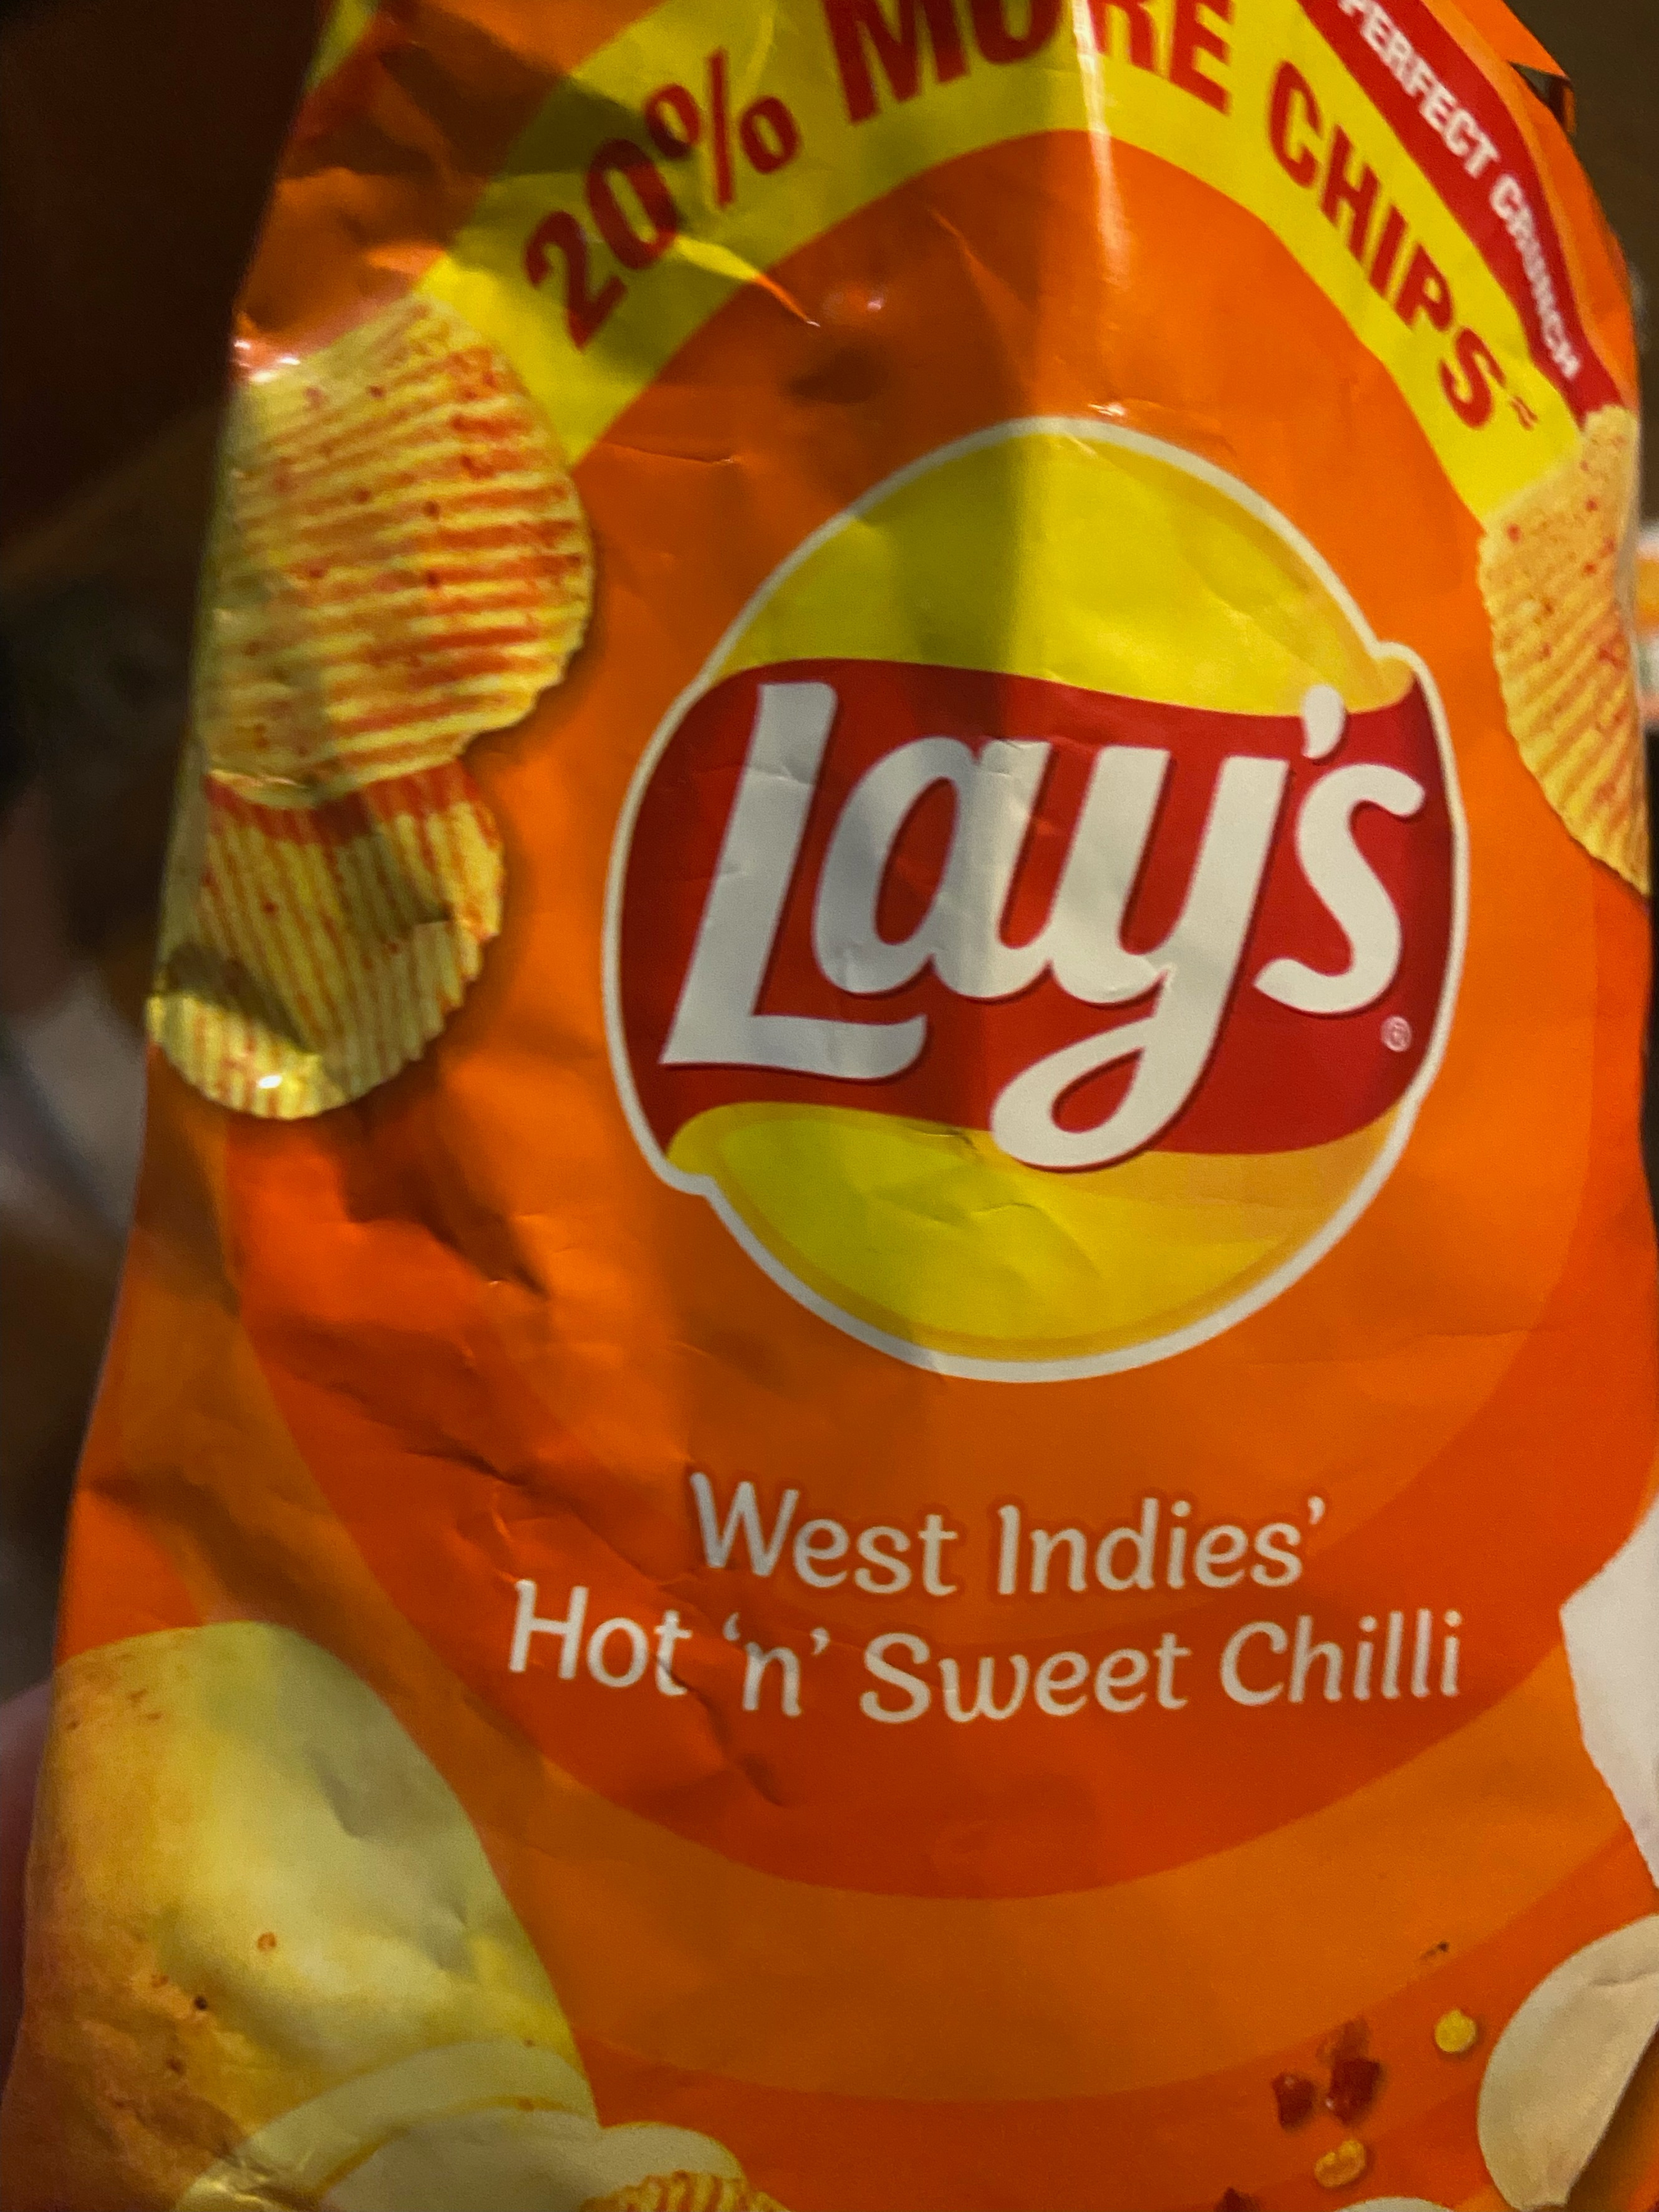 20% MORE CHIPS~
PERFECT CRUNCH
Lay's®
West Indies'
Hot 'n' Sweet Chilli